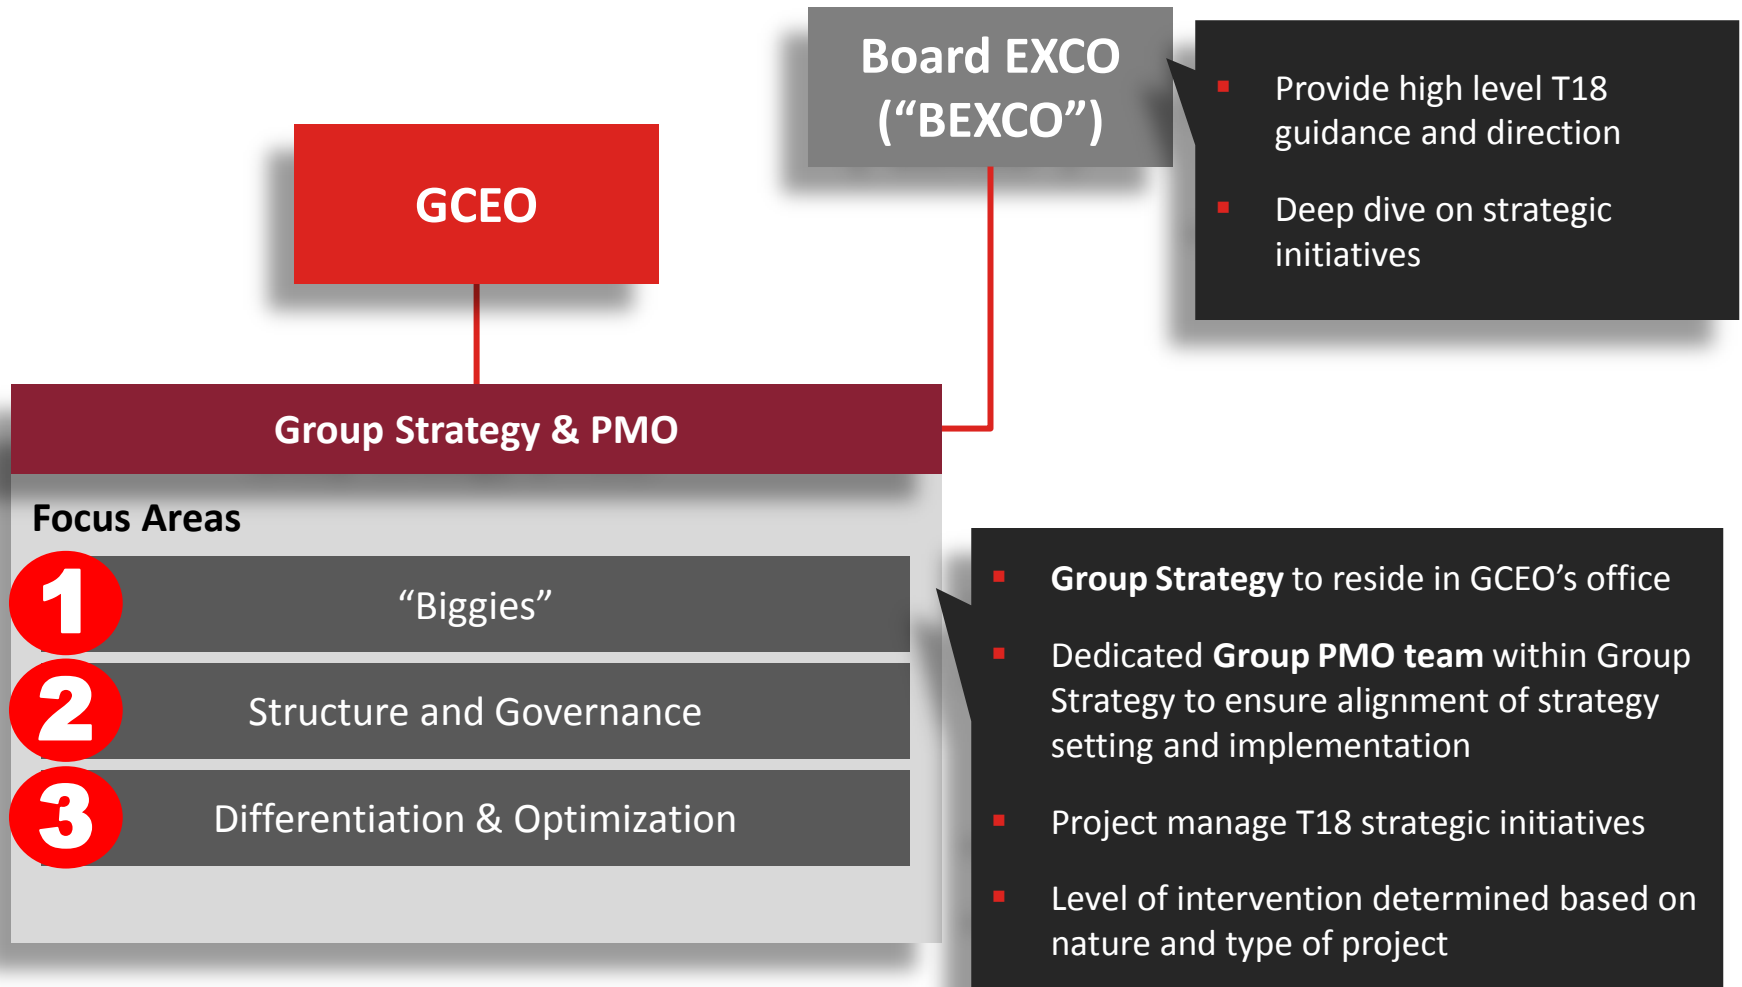 Board EXCO
(“BEXCO”)
▪ Provide high level T18
guidance and direction
▪ Deep dive on strategic
initiatives
GCEO
Group Strategy & PMO
Focus Areas
1 “Biggies”
2 Structure and Governance
3 Differentiation & Optimization
▪ Group Strategy to reside in GCEO’s office
▪ Dedicated Group PMO team within Group
Strategy to ensure alignment of strategy
setting and implementation
▪ Project manage T18 strategic initiatives
▪ Level of intervention determined based on
nature and type of project